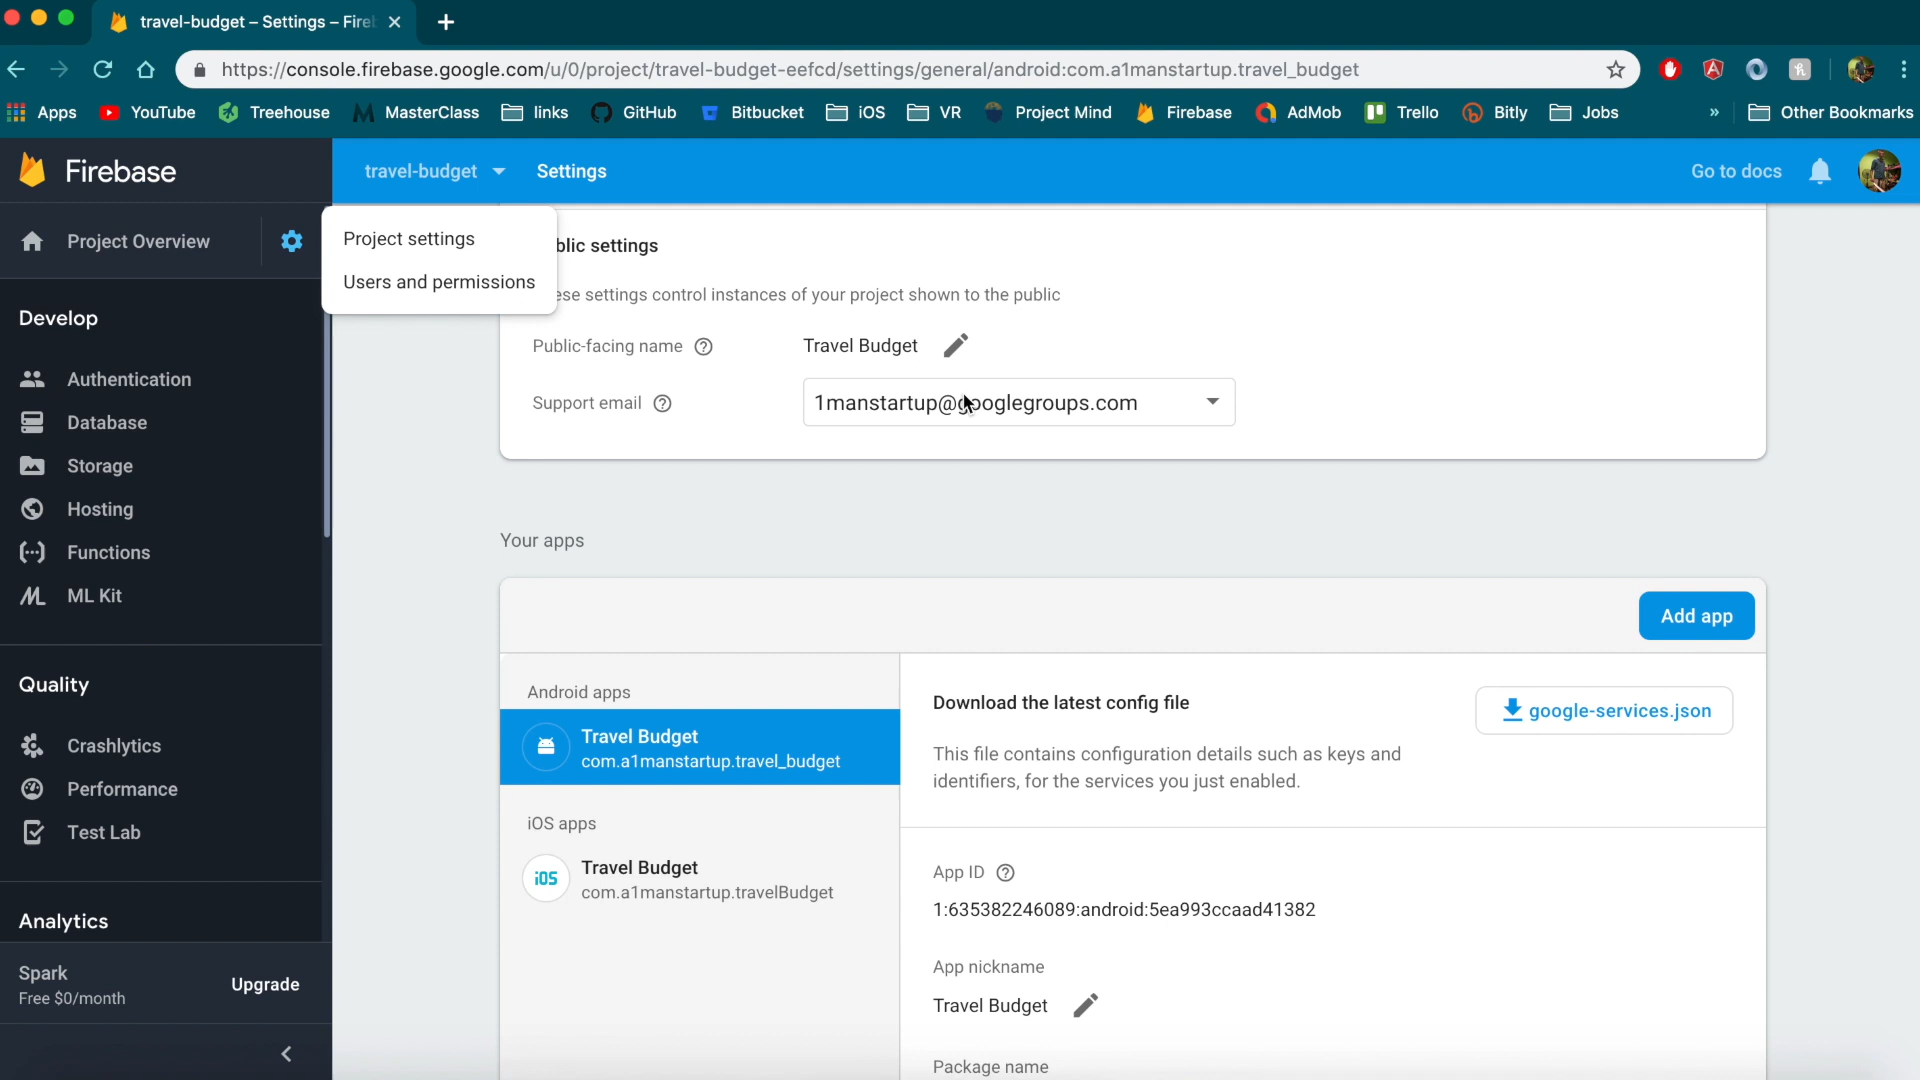 travel-budget – Settings – Fire
https://console.firebase.google.com/u/0/project/travel-budget-eefcd/settings/general/android:com.a1manstartup.travel_budget
Apps YouTube Treehouse MasterClass links GitHub Bitbucket iOS VR Project Mind Firebase AdMob Trello Bitly Jobs » Other Bookmarks
Firebase
travel-budget Settings
Go to docs
Project Overview
Project settings
Users and permissions
Develop
Authentication
Database
Storage
Hosting
Functions
ML Kit
Quality
Crashlytics
Performance
Test Lab
Analytics
Spark
Free $0/month
Upgrade
blic settings
ese settings control instances of your project shown to the public
Public-facing name
Travel Budget
Support email
1manstartup@googlegroups.com
Your apps
Add app
Android apps
Travel Budget
com.a1manstartup.travel_budget
iOS apps
iOS
Travel Budget
com.a1manstartup.travelBudget
Download the latest config file
google-services.json
This file contains configuration details such as keys and
identifiers, for the services you just enabled.
App ID
1:635382246089:android:5ea993ccaad41382
App nickname
Travel Budget
Package name